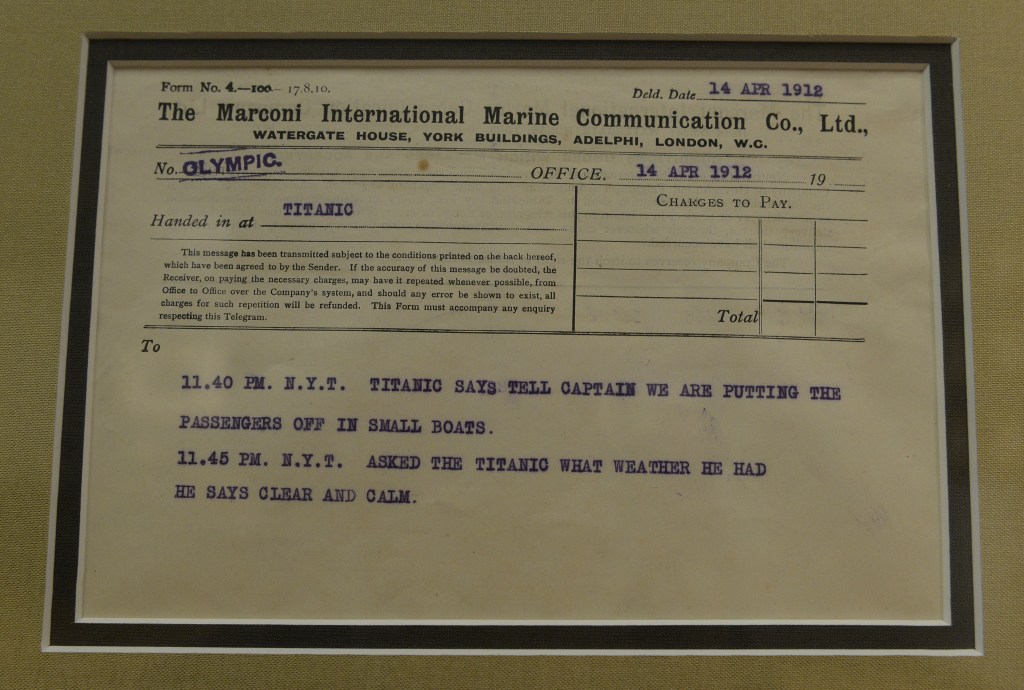 Form No. 4.—100.— 17.8.10.
Deld. Date 14 APR 1912
The Marconi International Marine Communication Co., Ltd.,
WATERGATE HOUSE, YORK BUILDINGS, ADELPHI, LONDON, W.C.
No. OLYMPIC. OFFICE. 14 APR 1912 19
Handed in at TITANIC
CHARGES TO PAY.
This message has been transmitted subject to the conditions printed on the back hereof,
which have been agreed to by the Sender. If the accuracy of this message be doubted, the
Receiver, on paying the necessary charges, may have it repeated whenever possible, from
Office to Office over the Company's system, and should any error be shown to exist, all
charges for such repetition will be refunded. This Form must accompany any enquiry
respecting this Telegram.
Total
To
11.40 PM. N.Y.T. TITANIC SAYS TELL CAPTAIN WE ARE PUTTING THE
PASSENGERS OFF IN SMALL BOATS.
11.45 PM. N.Y.T. ASKED THE TITANIC WHAT WEATHER HE HAD
HE SAYS CLEAR AND CALM.